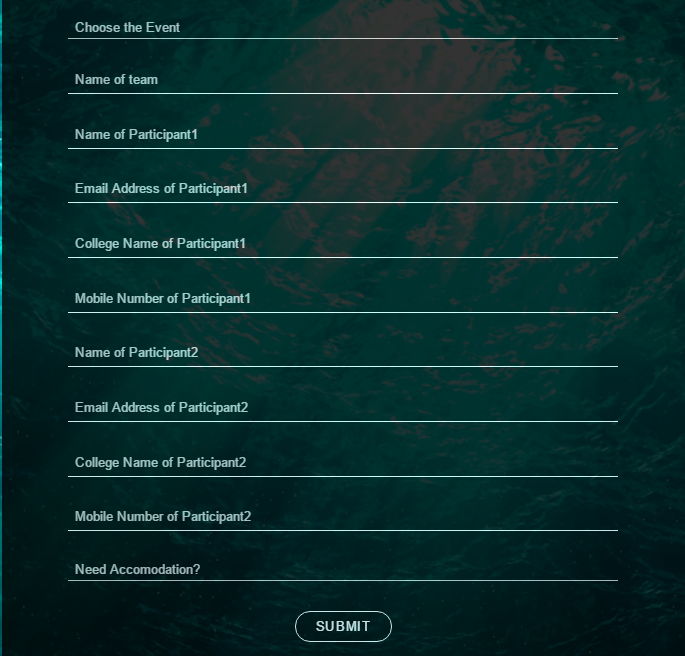 Choose the Event
Name of team
Name of Participant1
Email Address of Participant1
College Name of Participant1
Mobile Number of Participant1
Name of Participant2
Email Address of Participant2
College Name of Participant2
Mobile Number of Participant2
Need Accomodation?
SUBMIT